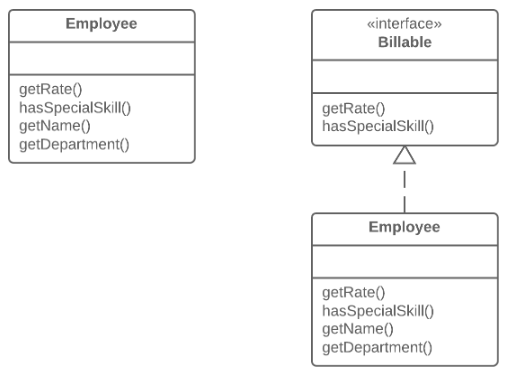 Employee
getRate()
hasSpecialSkill()
getName()
getDepartment()
«interface»
Billable
getRate()
hasSpecialSkill()
Employee
getRate()
hasSpecialSkill()
getName()
getDepartment()